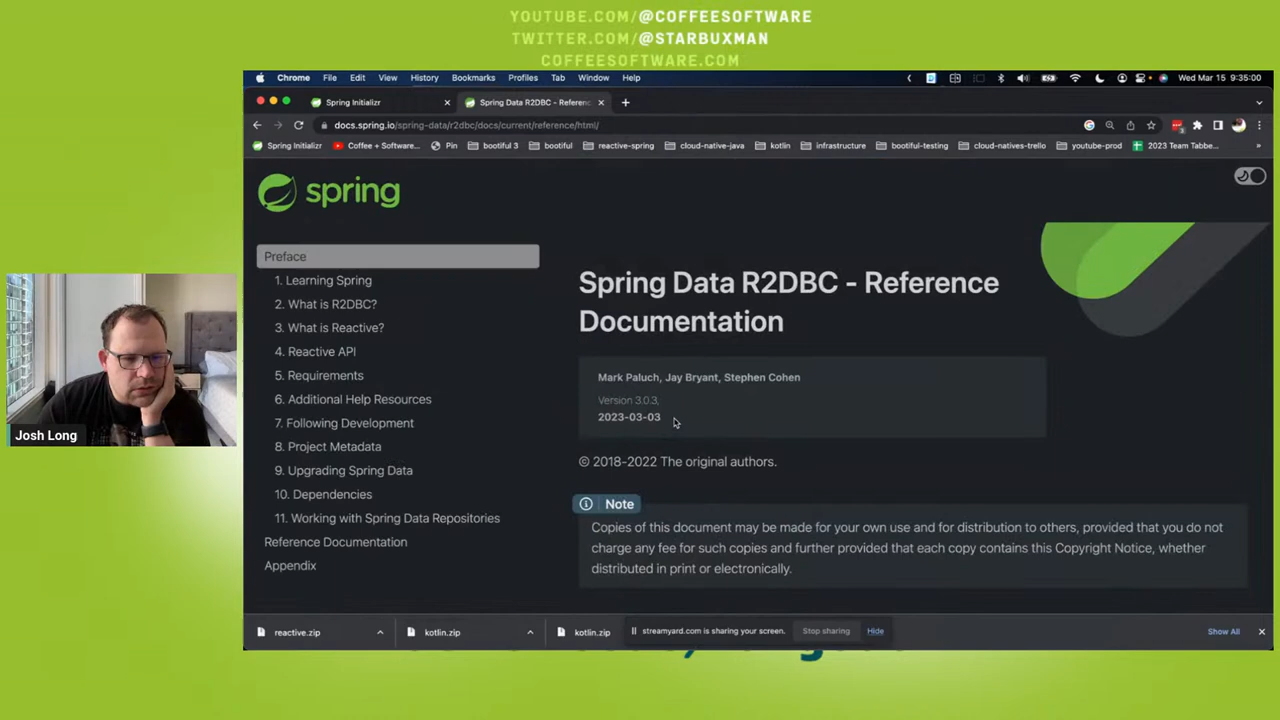 YOUTUBE.COM/@COFFEESOFTWARE
TWITTER.COM/@STARBUXMAN
COFFEESOFTWARE.COM
Chrome File Edit View History Bookmarks Profiles Tab Window Help Wed Mar 15 9:35:00
Spring Initializr × Spring Data R2DBC - Referenc × +
docs.spring.io/spring-data/r2dbc/docs/current/reference/html/
Spring Initializr Coffee + Software... Pin bootiful 3 bootiful reactive-spring cloud-native-java kotlin infrastructure bootiful-testing cloud-natives-trello youtube-prod 2023 Team Tabbe... »
spring
Preface
1. Learning Spring
2. What is R2DBC?
3. What is Reactive?
4. Reactive API
5. Requirements
6. Additional Help Resources
7. Following Development
8. Project Metadata
9. Upgrading Spring Data
10. Dependencies
11. Working with Spring Data Repositories
Reference Documentation
Appendix
Spring Data R2DBC - Reference
Documentation
Mark Paluch, Jay Bryant, Stephen Cohen
Version 3.0.3,
2023-03-03
© 2018-2022 The original authors.
Note
Copies of this document may be made for your own use and for distribution to others, provided that you do not
charge any fee for such copies and further provided that each copy contains this Copyright Notice, whether
distributed in print or electronically.
Josh Long
reactive.zip kotlin.zip kotlin.zip streamyard.com is sharing your screen. Stop sharing Hide Show All